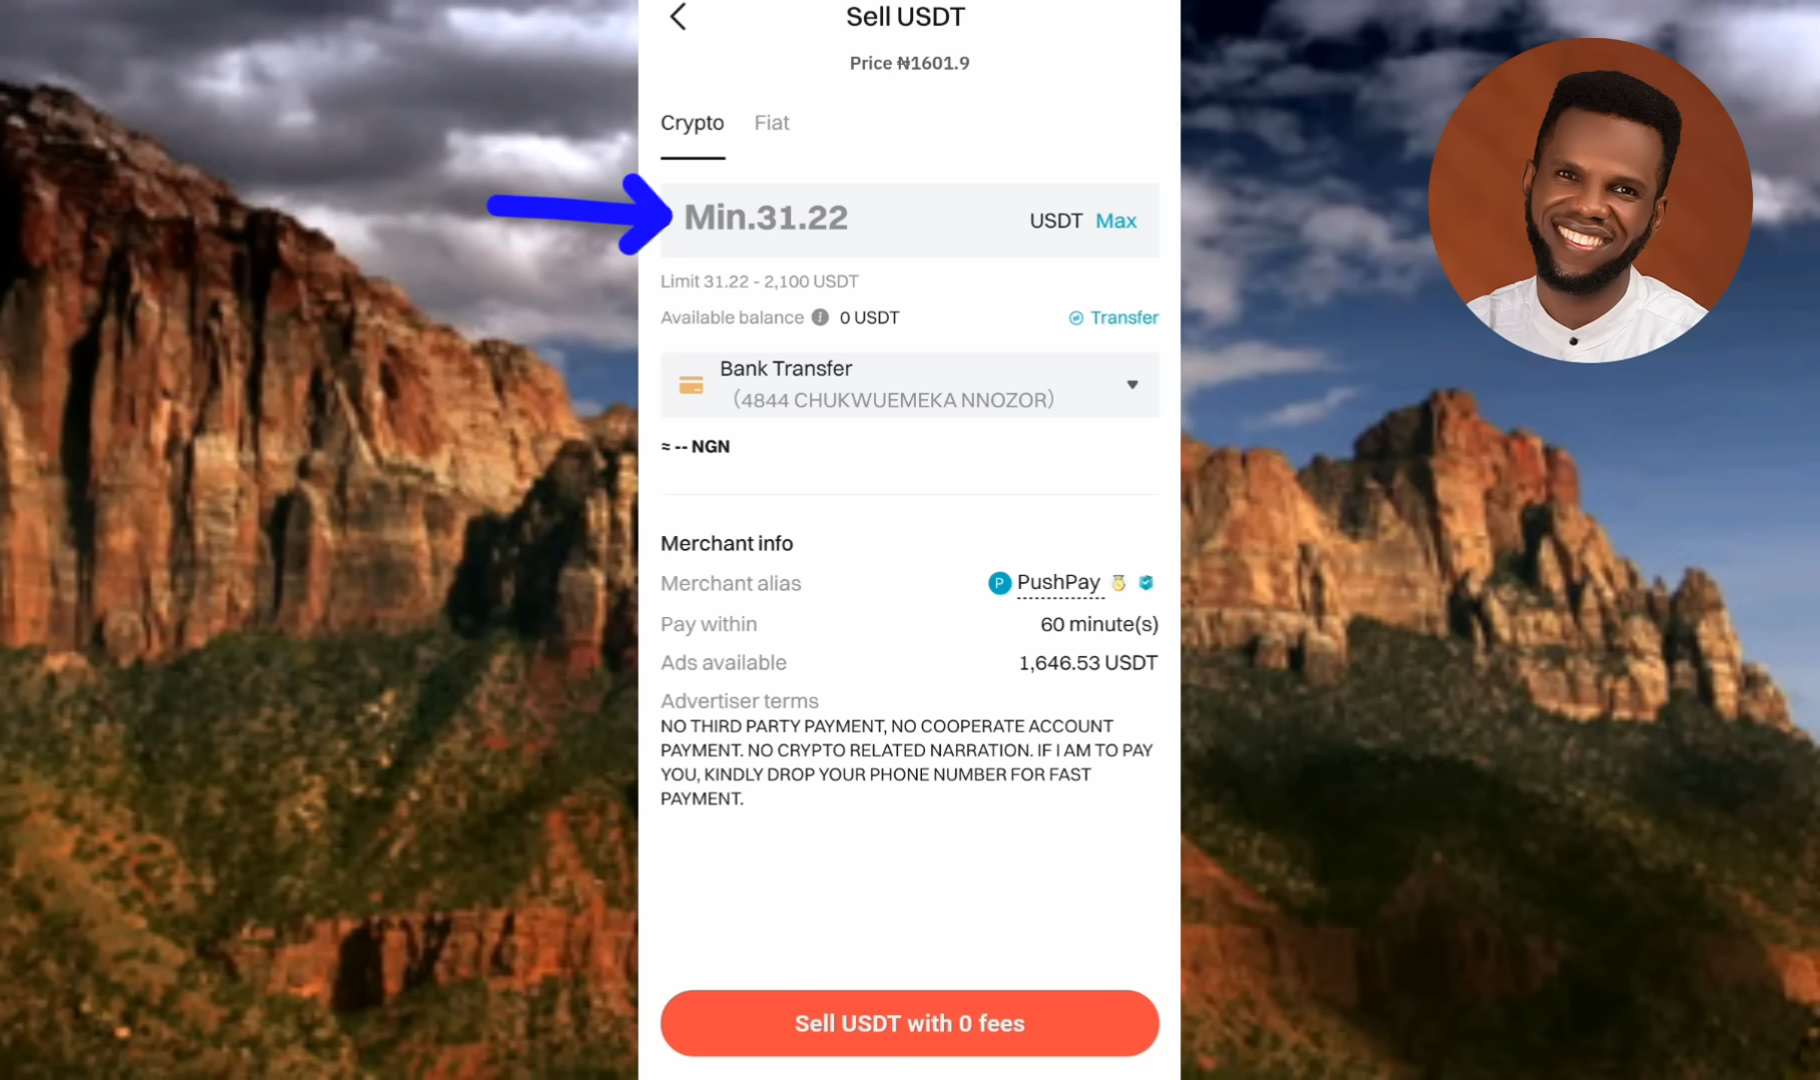 Sell USDT
Price ₦1601.9
Crypto Fiat
Min.31.22 USDT Max
Limit 31.22 - 2,100 USDT
Available balance 0 USDT Transfer
Bank Transfer
(4844 CHUKWUEMEKA NNOZOR)
≈ -- NGN
Merchant info
Merchant alias P PushPay
Pay within 60 minute(s)
Ads available 1,646.53 USDT
Advertiser terms
NO THIRD PARTY PAYMENT, NO COOPERATE ACCOUNT
PAYMENT. NO CRYPTO RELATED NARRATION. IF I AM TO PAY
YOU, KINDLY DROP YOUR PHONE NUMBER FOR FAST
PAYMENT.
Sell USDT with 0 fees